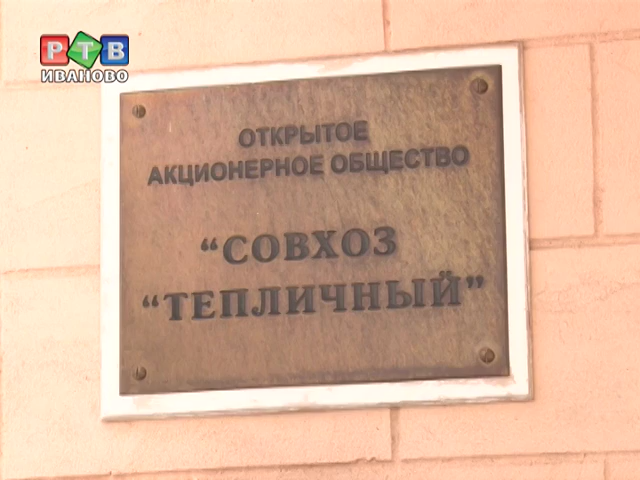 РТВ
ИВАНОВО
ОТКРЫТОЕ
АКЦИОНЕРНОЕ ОБЩЕСТВО
“СОВХОЗ
“ТЕПЛИЧНЫЙ”